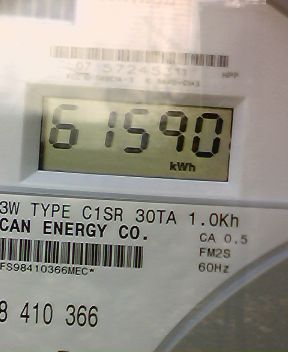 61590
kWh
3W TYPE C1SR 30TA 1.0Kh
CAN ENERGY CO.
CA 0.5
FM2S
FS98410366MEC*
60Hz
8 410 366